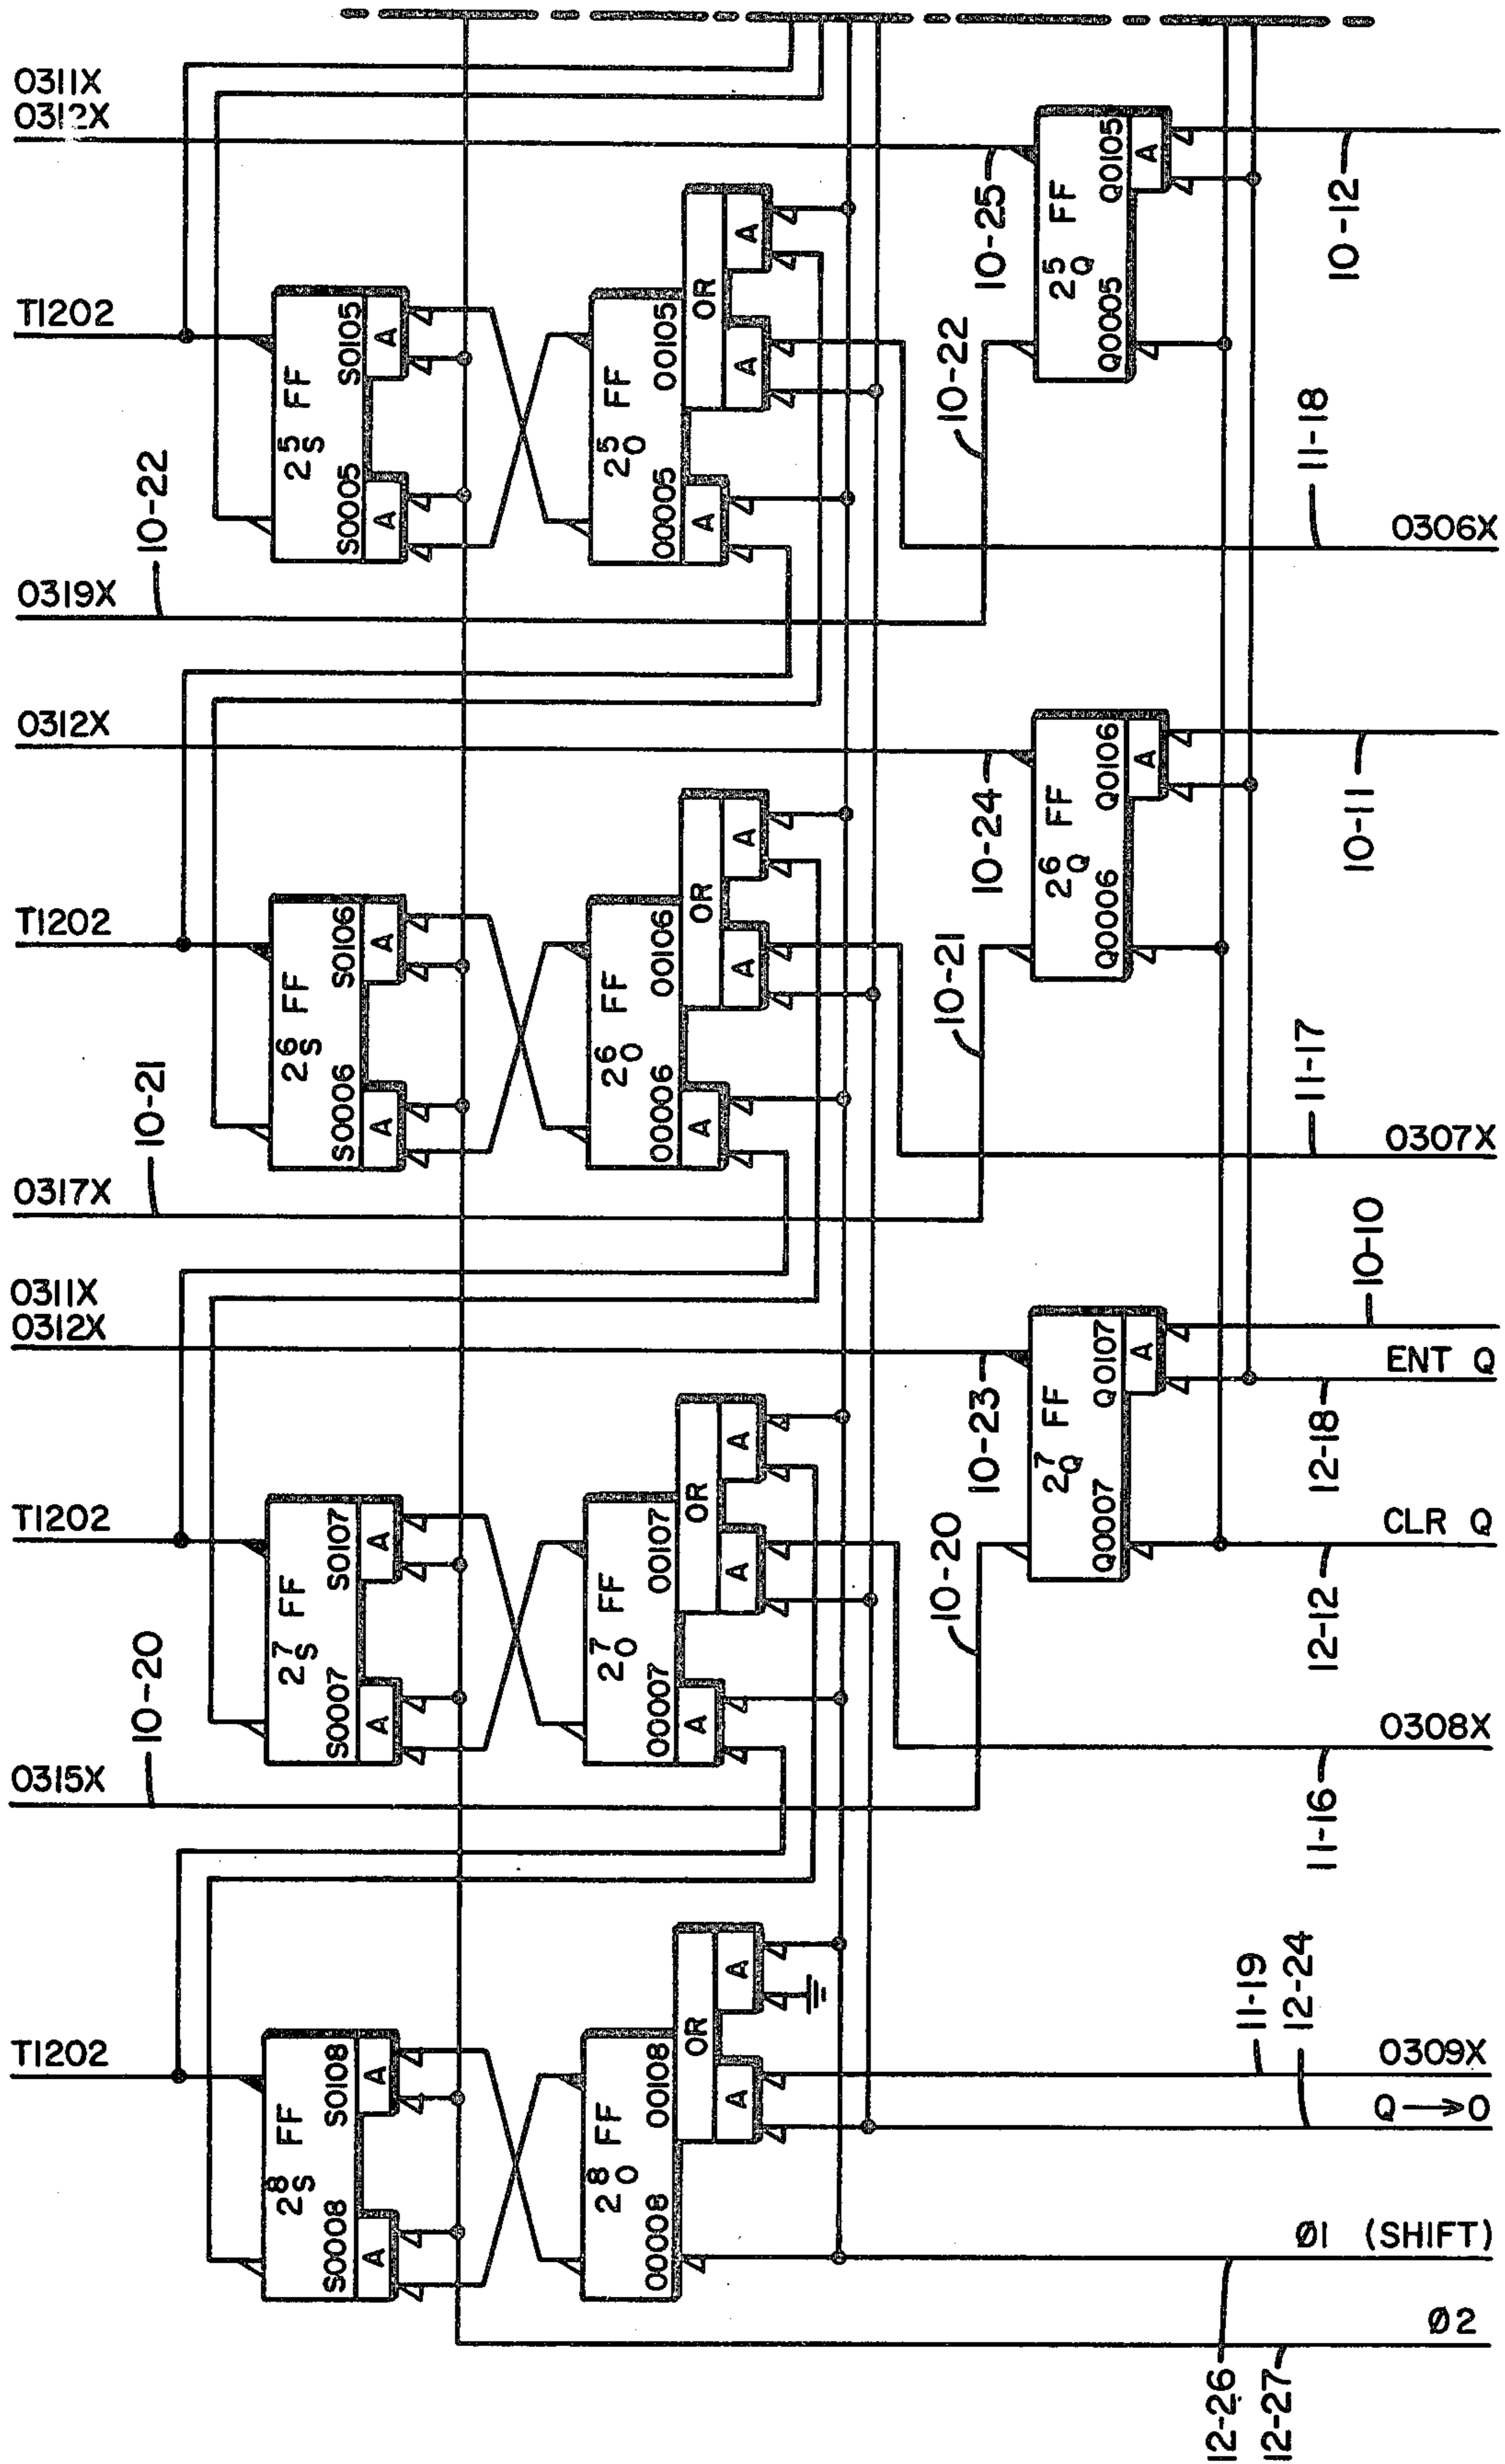 0311X
0312X
10-25
2⁵Q FF
Q0005
Q0105
A
10-12
T1202
2⁵S FF
S0005
S0105
A
A
2⁵O FF
00005
00105
OR
A
A
A
10-22
10-22
11-18
0306X
0319X
0312X
10-24
2⁶Q FF
Q0006
Q0106
A
10-11
T1202
2⁶S FF
S0006
S0106
A
A
2⁶O FF
00006
00106
OR
A
A
A
10-21
10-21
11-17
0307X
0317X
0311X
0312X
10-23
2⁷Q FF
Q0007
Q0107
A
10-10
ENT Q
12-18
T1202
2⁷S FF
S0007
S0107
A
A
2⁷O FF
00007
00107
OR
A
A
A
10-20
10-20
CLR Q
12-12
0308X
11-16
0315X
T1202
2⁸S FF
S0008
S0108
A
A
2⁸O FF
00008
00108
OR
A
A
11-19
12-24
0309X
Q→O
Ø1 (SHIFT)
Ø2
12-26
12-27